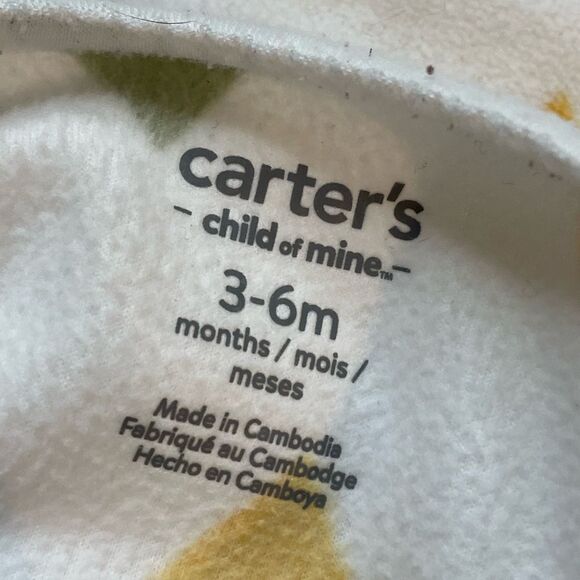 carter's
- child of mine™ -
3-6m
months / mois /
meses
Made in Cambodia
Fabriqué au Cambodge
Hecho en Camboya